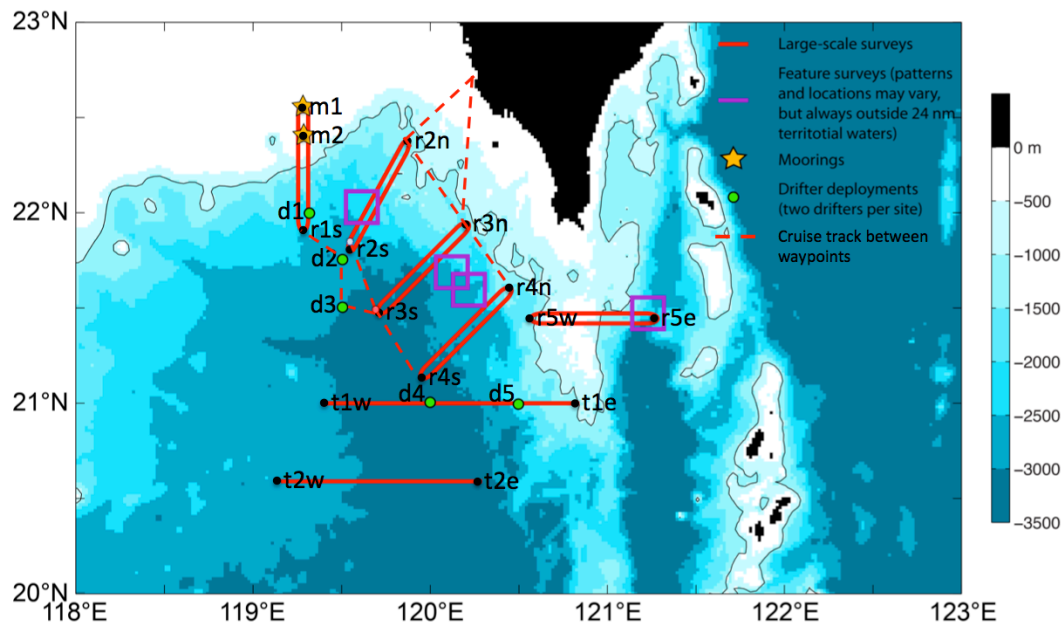 23°N
22°N
21°N
20°N
118°E
119°E
120°E
121°E
122°E
123°E
m1
m2
r2n
d1
r1s
r3n
d2
r2s
r4n
d3
r3s
r5w
r5e
r4s
t1w
d4
d5
t1e
t2w
t2e
Large-scale surveys
Feature surveys (patterns
and locations may vary,
but always outside 24 nm
territotial waters)
Moorings
Drifter deployments
(two drifters per site)
Cruise track between
waypoints
0 m
−500
−1000
−1500
−2000
−2500
−3000
−3500